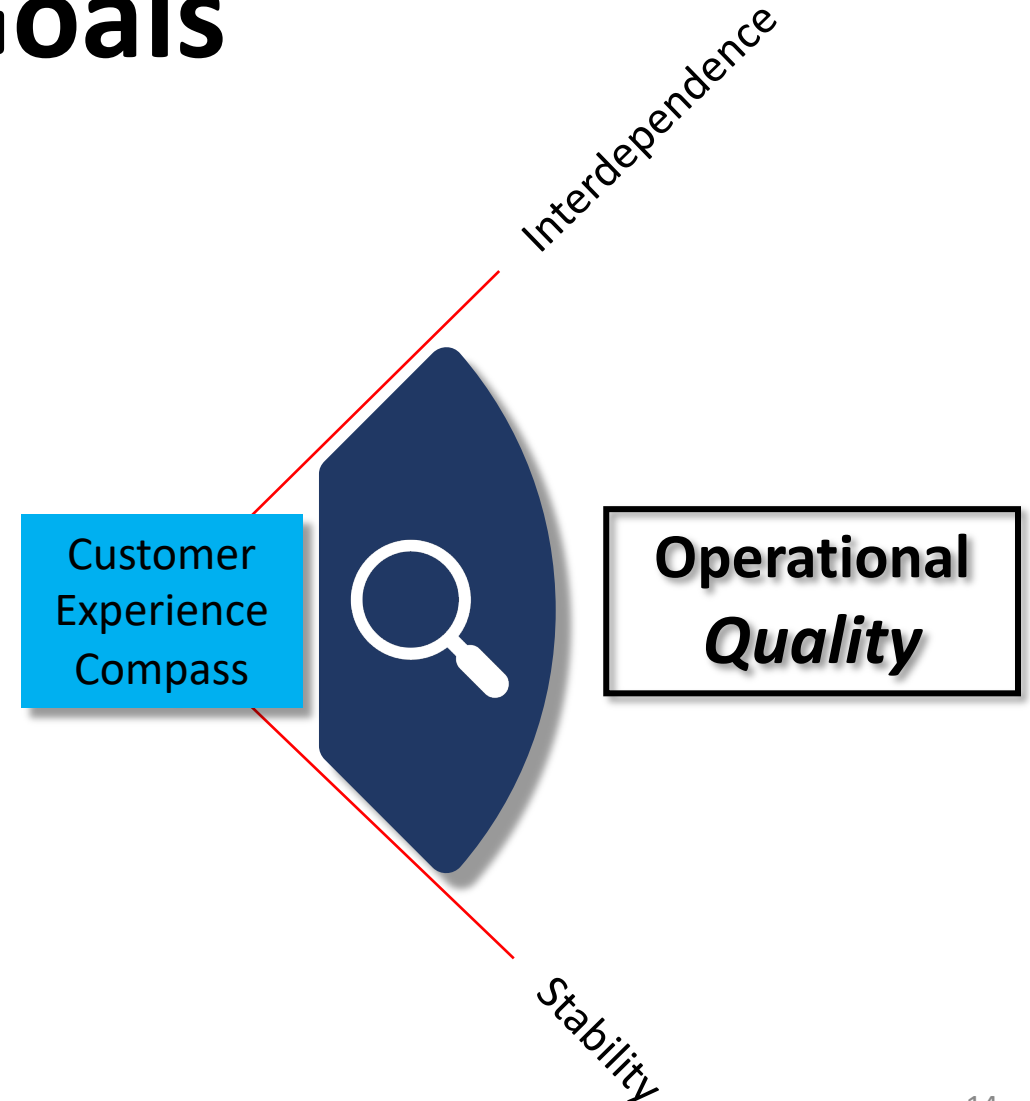 oals
Interdependence
Customer
Experience
Compass
Operational
Quality
Stability